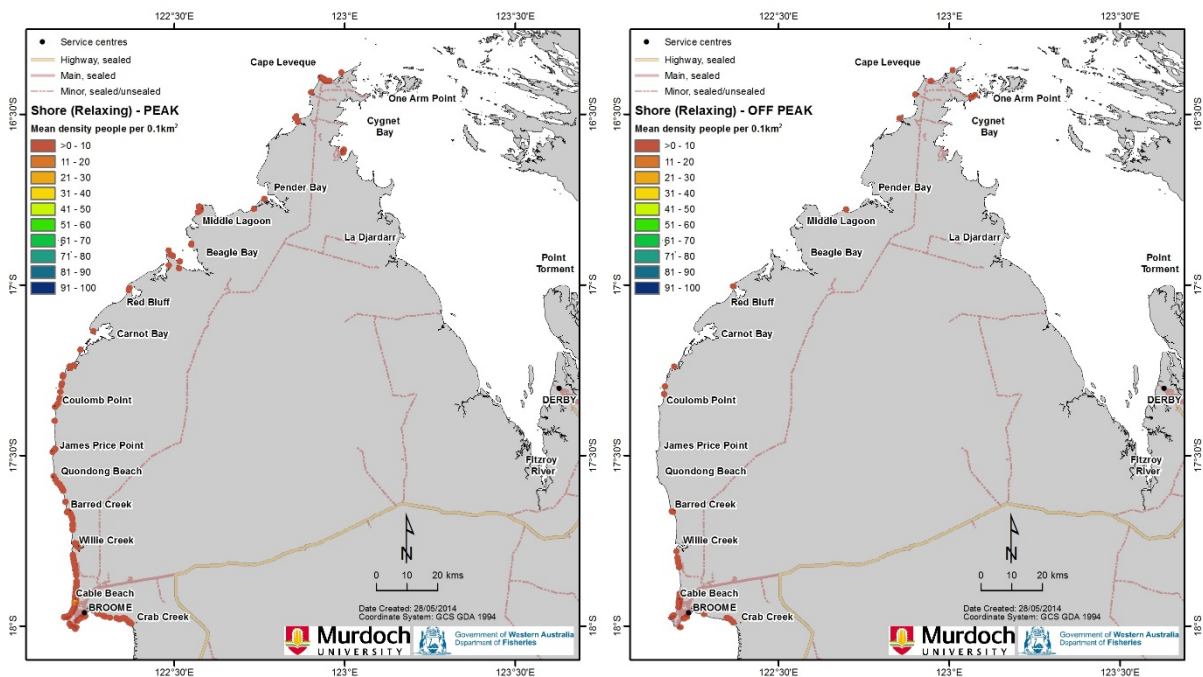 122°30'E
123°E
123°30'E
Service centres
Highway, sealed
Main, sealed
Minor, sealed/unsealed
Shore (Relaxing) - PEAK
Mean density people per 0.1km²
>0 - 10
11 - 20
21 - 30
31 - 40
41 - 50
51 - 60
61 - 70
71 - 80
81 - 90
91 - 100
Cape Leveque
One Arm Point
Cygnet
Bay
Pender Bay
Middle Lagoon
La Djardarr
Beagle Bay
Point
Torment
Red Bluff
Carnot Bay
DERBY
Coulomb Point
James Price Point
Fitzroy
River
Quondong Beach
Barred Creek
Willie Creek
N
0 10 20 kms
Cable Beach
BROOME
Crab Creek
Date Created: 28/05/2014
Coordinate System: GCS GDA 1994
Murdoch
UNIVERSITY
Government of Western Australia
Department of Fisheries
16°30'S
17°S
17°30'S
18°S
122°30'E
123°E
123°30'E
122°30'E
123°E
123°30'E
Service centres
Highway, sealed
Main, sealed
Minor, sealed/unsealed
Shore (Relaxing) - OFF PEAK
Mean density people per 0.1km²
>0 - 10
11 - 20
21 - 30
31 - 40
41 - 50
51 - 60
61 - 70
71 - 80
81 - 90
91 - 100
Cape Leveque
One Arm Point
Cygnet
Bay
Pender Bay
Middle Lagoon
La Djardarr
Beagle Bay
Point
Torment
Red Bluff
Carnot Bay
DERBY
Coulomb Point
James Price Point
Fitzroy
River
Quondong Beach
Barred Creek
Willie Creek
N
0 10 20 kms
Cable Beach
BROOME
Crab Creek
Date Created: 28/05/2014
Coordinate System: GCS GDA 1994
Murdoch
UNIVERSITY
Government of Western Australia
Department of Fisheries
16°30'S
17°S
17°30'S
18°S
122°30'E
123°E
123°30'E